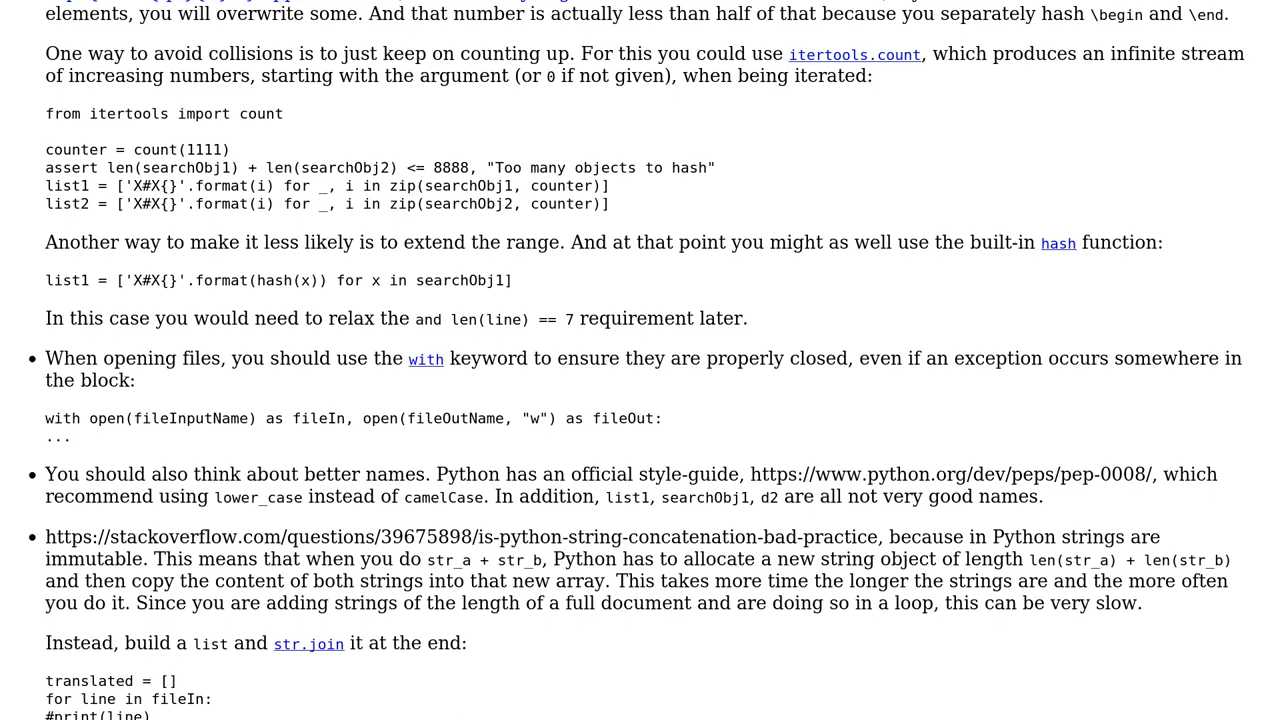 elements, you will overwrite some. And that number is actually less than half of that because you separately hash \begin and \end.
One way to avoid collisions is to just keep on counting up. For this you could use itertools.count, which produces an infinite stream
of increasing numbers, starting with the argument (or 0 if not given), when being iterated:
from itertools import count
counter = count(1111)
assert len(searchObj1) + len(searchObj2) <= 8888, "Too many objects to hash"
list1 = ['X#X{}'.format(i) for _, i in zip(searchObj1, counter)]
list2 = ['X#X{}'.format(i) for _, i in zip(searchObj2, counter)]
Another way to make it less likely is to extend the range. And at that point you might as well use the built-in hash function:
list1 = ['X#X{}'.format(hash(x)) for x in searchObj1]
In this case you would need to relax the and len(line) == 7 requirement later.
• When opening files, you should use the with keyword to ensure they are properly closed, even if an exception occurs somewhere in
the block:
with open(fileInputName) as fileIn, open(fileOutName, "w") as fileOut:
...
• You should also think about better names. Python has an official style-guide, https://www.python.org/dev/peps/pep-0008/, which
recommend using lower_case instead of camelCase. In addition, list1, searchObj1, d2 are all not very good names.
• https://stackoverflow.com/questions/39675898/is-python-string-concatenation-bad-practice, because in Python strings are
immutable. This means that when you do str_a + str_b, Python has to allocate a new string object of length len(str_a) + len(str_b)
and then copy the content of both strings into that new array. This takes more time the longer the strings are and the more often
you do it. Since you are adding strings of the length of a full document and are doing so in a loop, this can be very slow.
Instead, build a list and str.join it at the end:
translated = []
for line in fileIn:
#print(line)